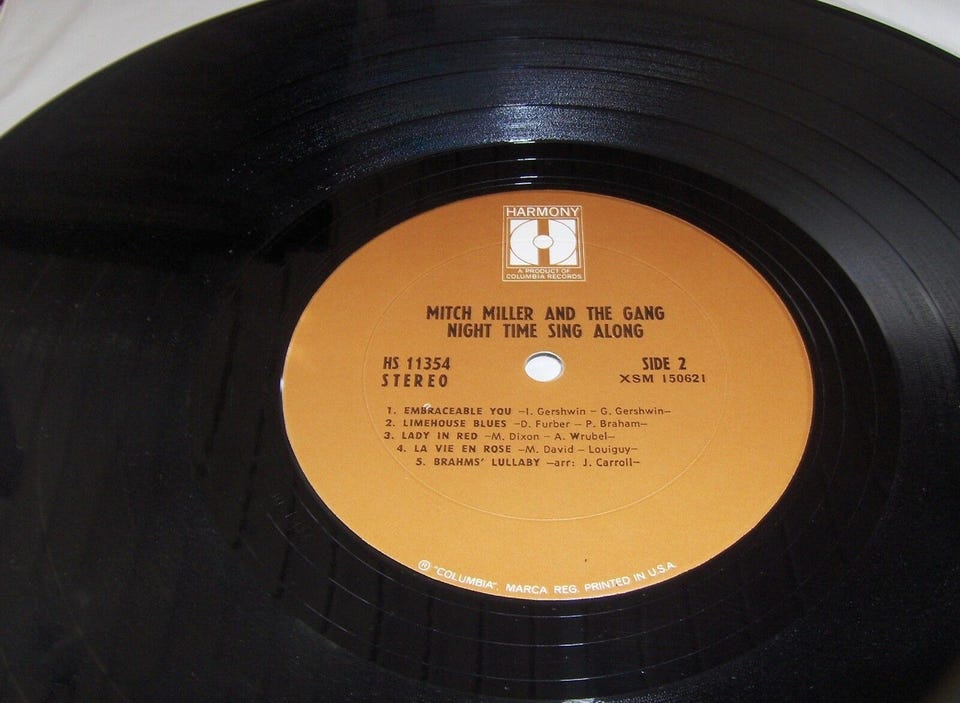 HARMONY
H
A PRODUCT OF
COLUMBIA RECORDS
MITCH MILLER AND THE GANG
NIGHT TIME SING ALONG
HS 11354
STEREO
SIDE 2
XSM 150621
1. EMBRACEABLE YOU —I. Gershwin – G. Gershwin—
2. LIMEHOUSE BLUES —D. Furber – P. Braham—
3. LADY IN RED —M. Dixon – A. Wrubel—
4. LA VIE EN ROSE —M. David – Louiguy—
5. BRAHMS' LULLABY —arr: J. Carroll—
® "COLUMBIA", MARCA REG. PRINTED IN U.S.A.